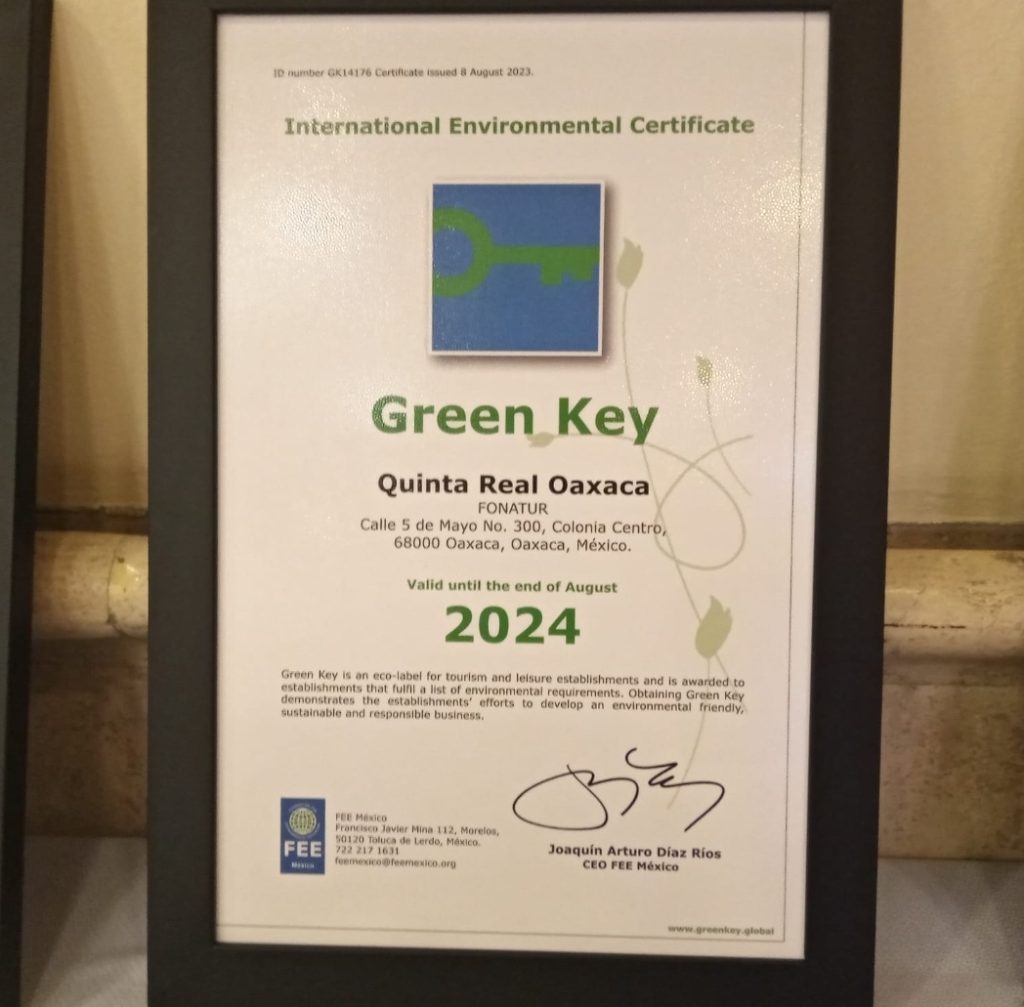 ID number GK14176 Certificate issued 8 August 2023.
International Environmental Certificate
Green Key
Quinta Real Oaxaca
FONATUR
Calle 5 de Mayo No. 300, Colonia Centro,
68000 Oaxaca, Oaxaca, México.
Valid until the end of August
2024
Green Key is an eco-label for tourism and leisure establishments and is awarded to
establishments that fulfil a list of environmental requirements. Obtaining Green Key
demonstrates the establishments' efforts to develop an environmental friendly,
sustainable and responsible business.
FEE
México
FEE México
Francisco Javier Mina 112, Morelos,
50120 Toluca de Lerdo, México.
722 217 1631
feemexico@feemexico.org
Joaquín Arturo Díaz Ríos
CEO FEE México
www.greenkey.global